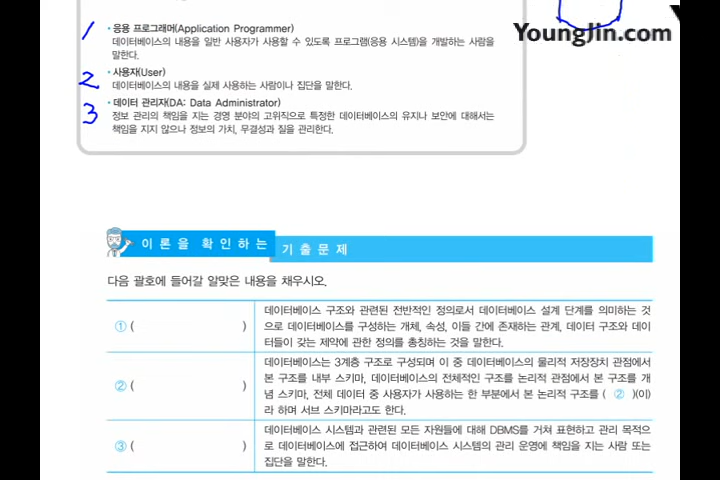 YoungJin.com
1 • 응용 프로그래머(Application Programmer)
데이터베이스의 내용을 일반 사용자가 사용할 수 있도록 프로그램(응용 시스템)을 개발하는 사람을
말한다.
2 • 사용자(User)
데이터베이스의 내용을 실제 사용하는 사람이나 집단을 말한다.
3 • 데이터 관리자(DA: Data Administrator)
정보 관리의 책임을 지는 경영 분야의 고위직으로 특정한 데이터베이스의 유지나 보안에 대해서는
책임을 지지 않으나 정보의 가치, 무결성과 질을 관리한다.
이론을 확인하는 기출문제
다음 괄호에 들어갈 알맞은 내용을 채우시오.
① ( )
데이터베이스 구조와 관련된 전반적인 정의로서 데이터베이스 설계 단계를 의미하는 것
으로 데이터베이스를 구성하는 개체, 속성, 이들 간에 존재하는 관계, 데이터 구조와 데이
터들이 갖는 제약에 관한 정의를 총칭하는 것을 말한다.
② ( )
데이터베이스는 3계층 구조로 구성되며 이 중 데이터베이스의 물리적 저장장치 관점에서
본 구조를 내부 스키마, 데이터베이스의 전체적인 구조를 논리적 관점에서 본 구조를 개
념 스키마, 전체 데이터 중 사용자가 사용하는 한 부분에서 본 논리적 구조를 ( ② )(이)
라 하며 서브 스키마라고도 한다.
③ ( )
데이터베이스 시스템과 관련된 모든 자원들에 대해 DBMS를 거쳐 표현하고 관리 목적으
로 데이터베이스에 접근하여 데이터베이스 시스템의 관리 운영에 책임을 지는 사람 또는
집단을 말한다.